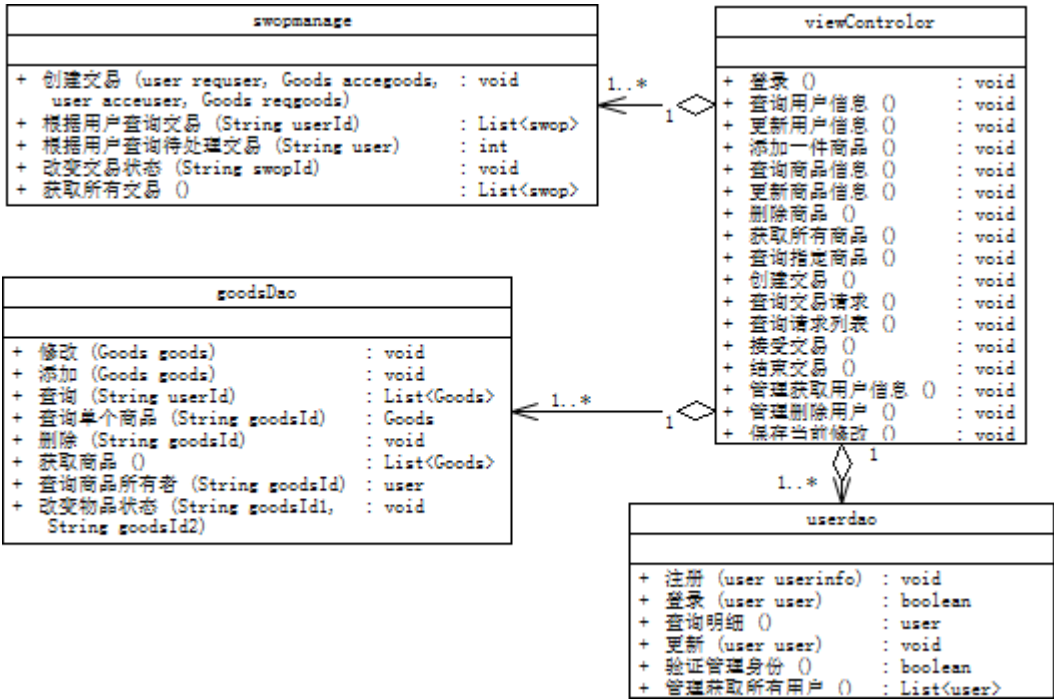 swopmanage
+ 创建交易 (user requser, Goods accegoods, : void
user acceuser, Goods reqgoods)
+ 根据用户查询交易 (String userId) : List<swop>
+ 根据用户查询待处理交易 (String user) : int
+ 改变交易状态 (String swopId) : void
+ 获取所有交易 () : List<swop>
1..*
1
viewControlor
+ 登录 () : void
+ 查询用户信息 () : void
+ 更新用户信息 () : void
+ 添加一件商品 () : void
+ 查询商品信息 () : void
+ 更新商品信息 () : void
+ 删除商品 () : void
+ 获取所有商品 () : void
+ 查询指定商品 () : void
+ 创建交易 () : void
+ 查询交易请求 () : void
+ 查询请求列表 () : void
+ 接受交易 () : void
+ 结束交易 () : void
+ 管理获取用户信息 () : void
+ 管理删除用户 () : void
+ 保存当前修改 () : void
goodsDao
+ 修改 (Goods goods) : void
+ 添加 (Goods goods) : void
+ 查询 (String userId) : List<Goods>
+ 查询单个商品 (String goodsId) : Goods
+ 删除 (String goodsId) : void
+ 获取商品 () : List<Goods>
+ 查询商品所有者 (String goodsId) : user
+ 改变物品状态 (String goodsId1, : void
String goodsId2)
1..*
1
1
1..*
userdao
+ 注册 (user userinfo) : void
+ 登录 (user user) : boolean
+ 查询明细 () : user
+ 更新 (user user) : void
+ 验证管理身份 () : boolean
+ 管理获取所有用户 () : List<user>